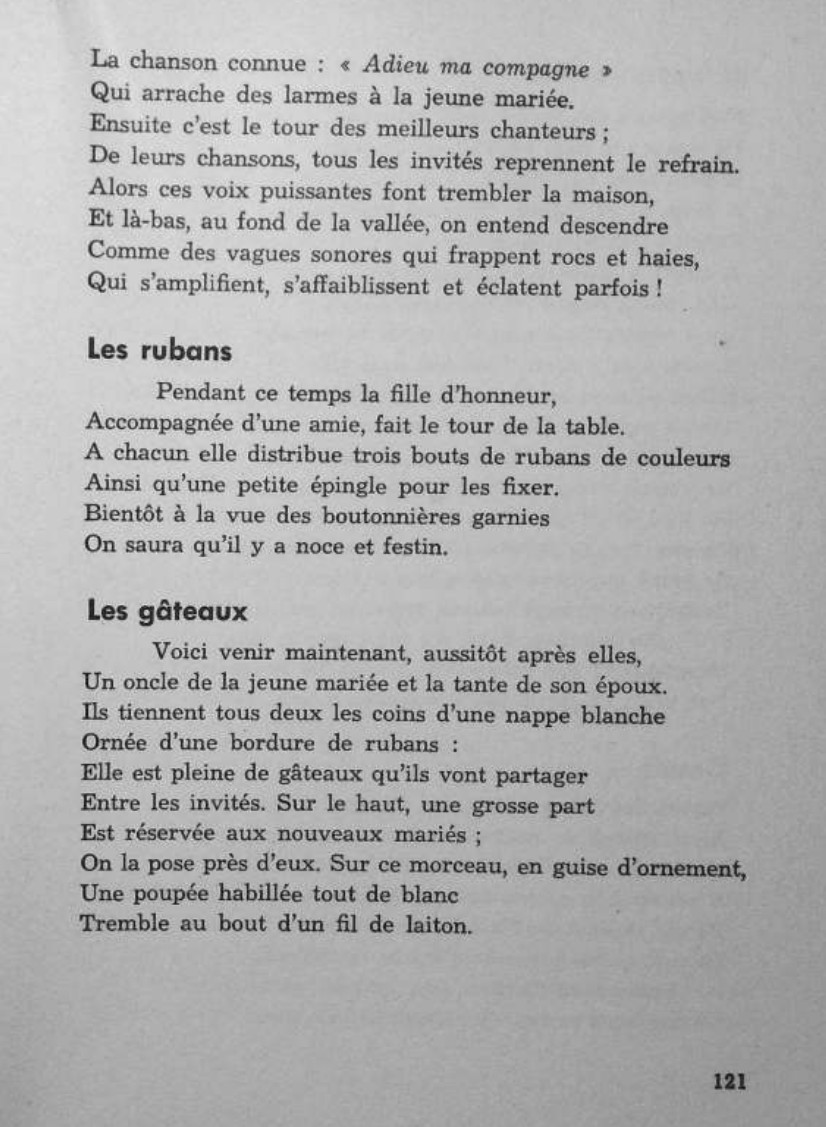 La chanson connue : « Adieu ma compagne »
Qui arrache des larmes à la jeune mariée.
Ensuite c'est le tour des meilleurs chanteurs ;
De leurs chansons, tous les invités reprennent le refrain.
Alors ces voix puissantes font trembler la maison,
Et là-bas, au fond de la vallée, on entend descendre
Comme des vagues sonores qui frappent rocs et haies,
Qui s'amplifient, s'affaiblissent et éclatent parfois !
Les rubans
Pendant ce temps la fille d'honneur,
Accompagnée d'une amie, fait le tour de la table.
A chacun elle distribue trois bouts de rubans de couleurs
Ainsi qu'une petite épingle pour les fixer.
Bientôt à la vue des boutonnières garnies
On saura qu'il y a noce et festin.
Les gâteaux
Voici venir maintenant, aussitôt après elles,
Un oncle de la jeune mariée et la tante de son époux.
Ils tiennent tous deux les coins d'une nappe blanche
Ornée d'une bordure de rubans :
Elle est pleine de gâteaux qu'ils vont partager
Entre les invités. Sur le haut, une grosse part
Est réservée aux nouveaux mariés ;
On la pose près d'eux. Sur ce morceau, en guise d'ornement,
Une poupée habillée tout de blanc
Tremble au bout d'un fil de laiton.
121